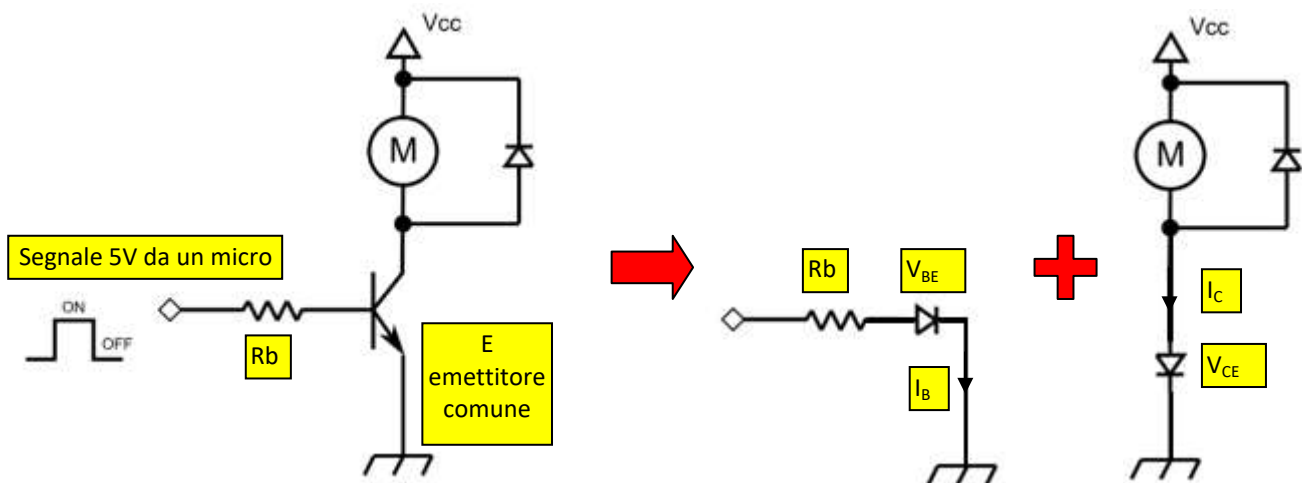 Vcc
M
Segnale 5V da un micro
ON
OFF
Rb
E
emettitore
comune
Rb
VBE
IB
Vcc
M
IC
VCE